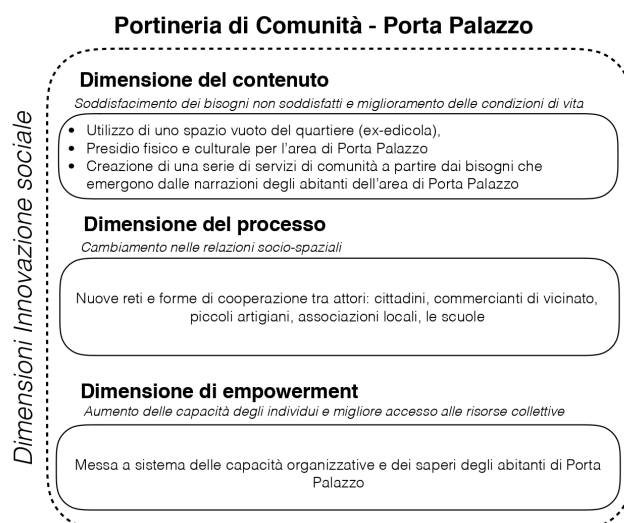 Portineria di Comunità - Porta Palazzo
Dimensioni Innovazione sociale
Dimensione del contenuto
Soddisfacimento dei bisogni non soddisfatti e miglioramento delle condizioni di vita
• Utilizzo di uno spazio vuoto del quartiere (ex-edicola),
• Presidio fisico e culturale per l'area di Porta Palazzo
• Creazione di una serie di servizi di comunità a partire dai bisogni che
emergono dalle narrazioni degli abitanti dell'area di Porta Palazzo
Dimensione del processo
Cambiamento nelle relazioni socio-spaziali
Nuove reti e forme di cooperazione tra attori: cittadini, commercianti di vicinato,
piccoli artigiani, associazioni locali, le scuole
Dimensione di empowerment
Aumento delle capacità degli individui e migliore accesso alle risorse collettive
Messa a sistema delle capacità organizzative e dei saperi degli abitanti di Porta
Palazzo